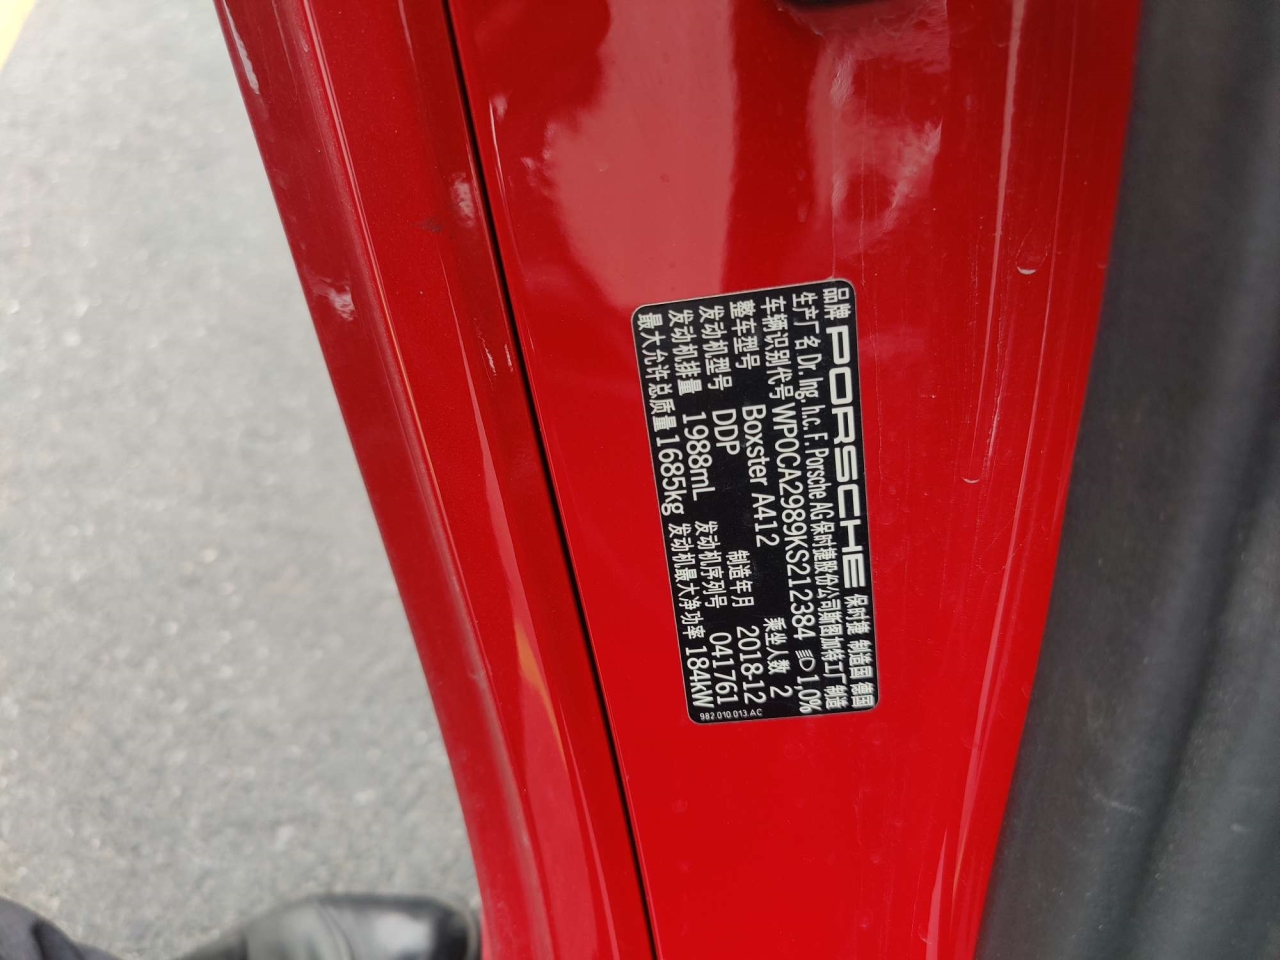 品牌 PORSCHE 保时捷 制造国 德国
生产厂名 Dr. Ing. h.c. F. Porsche AG 保时捷股份公司斯图加特工厂制造
车辆识别代号 WP0CA2989KS212384 1,0%
整车型号 Boxster A412 乘坐人数 2
发动机型号 DDP 制造年月 2018-12
发动机排量 1988mL 发动机序列号 041761
最大允许总质量 1685kg 发动机最大净功率 184kW
982 010 013 AC